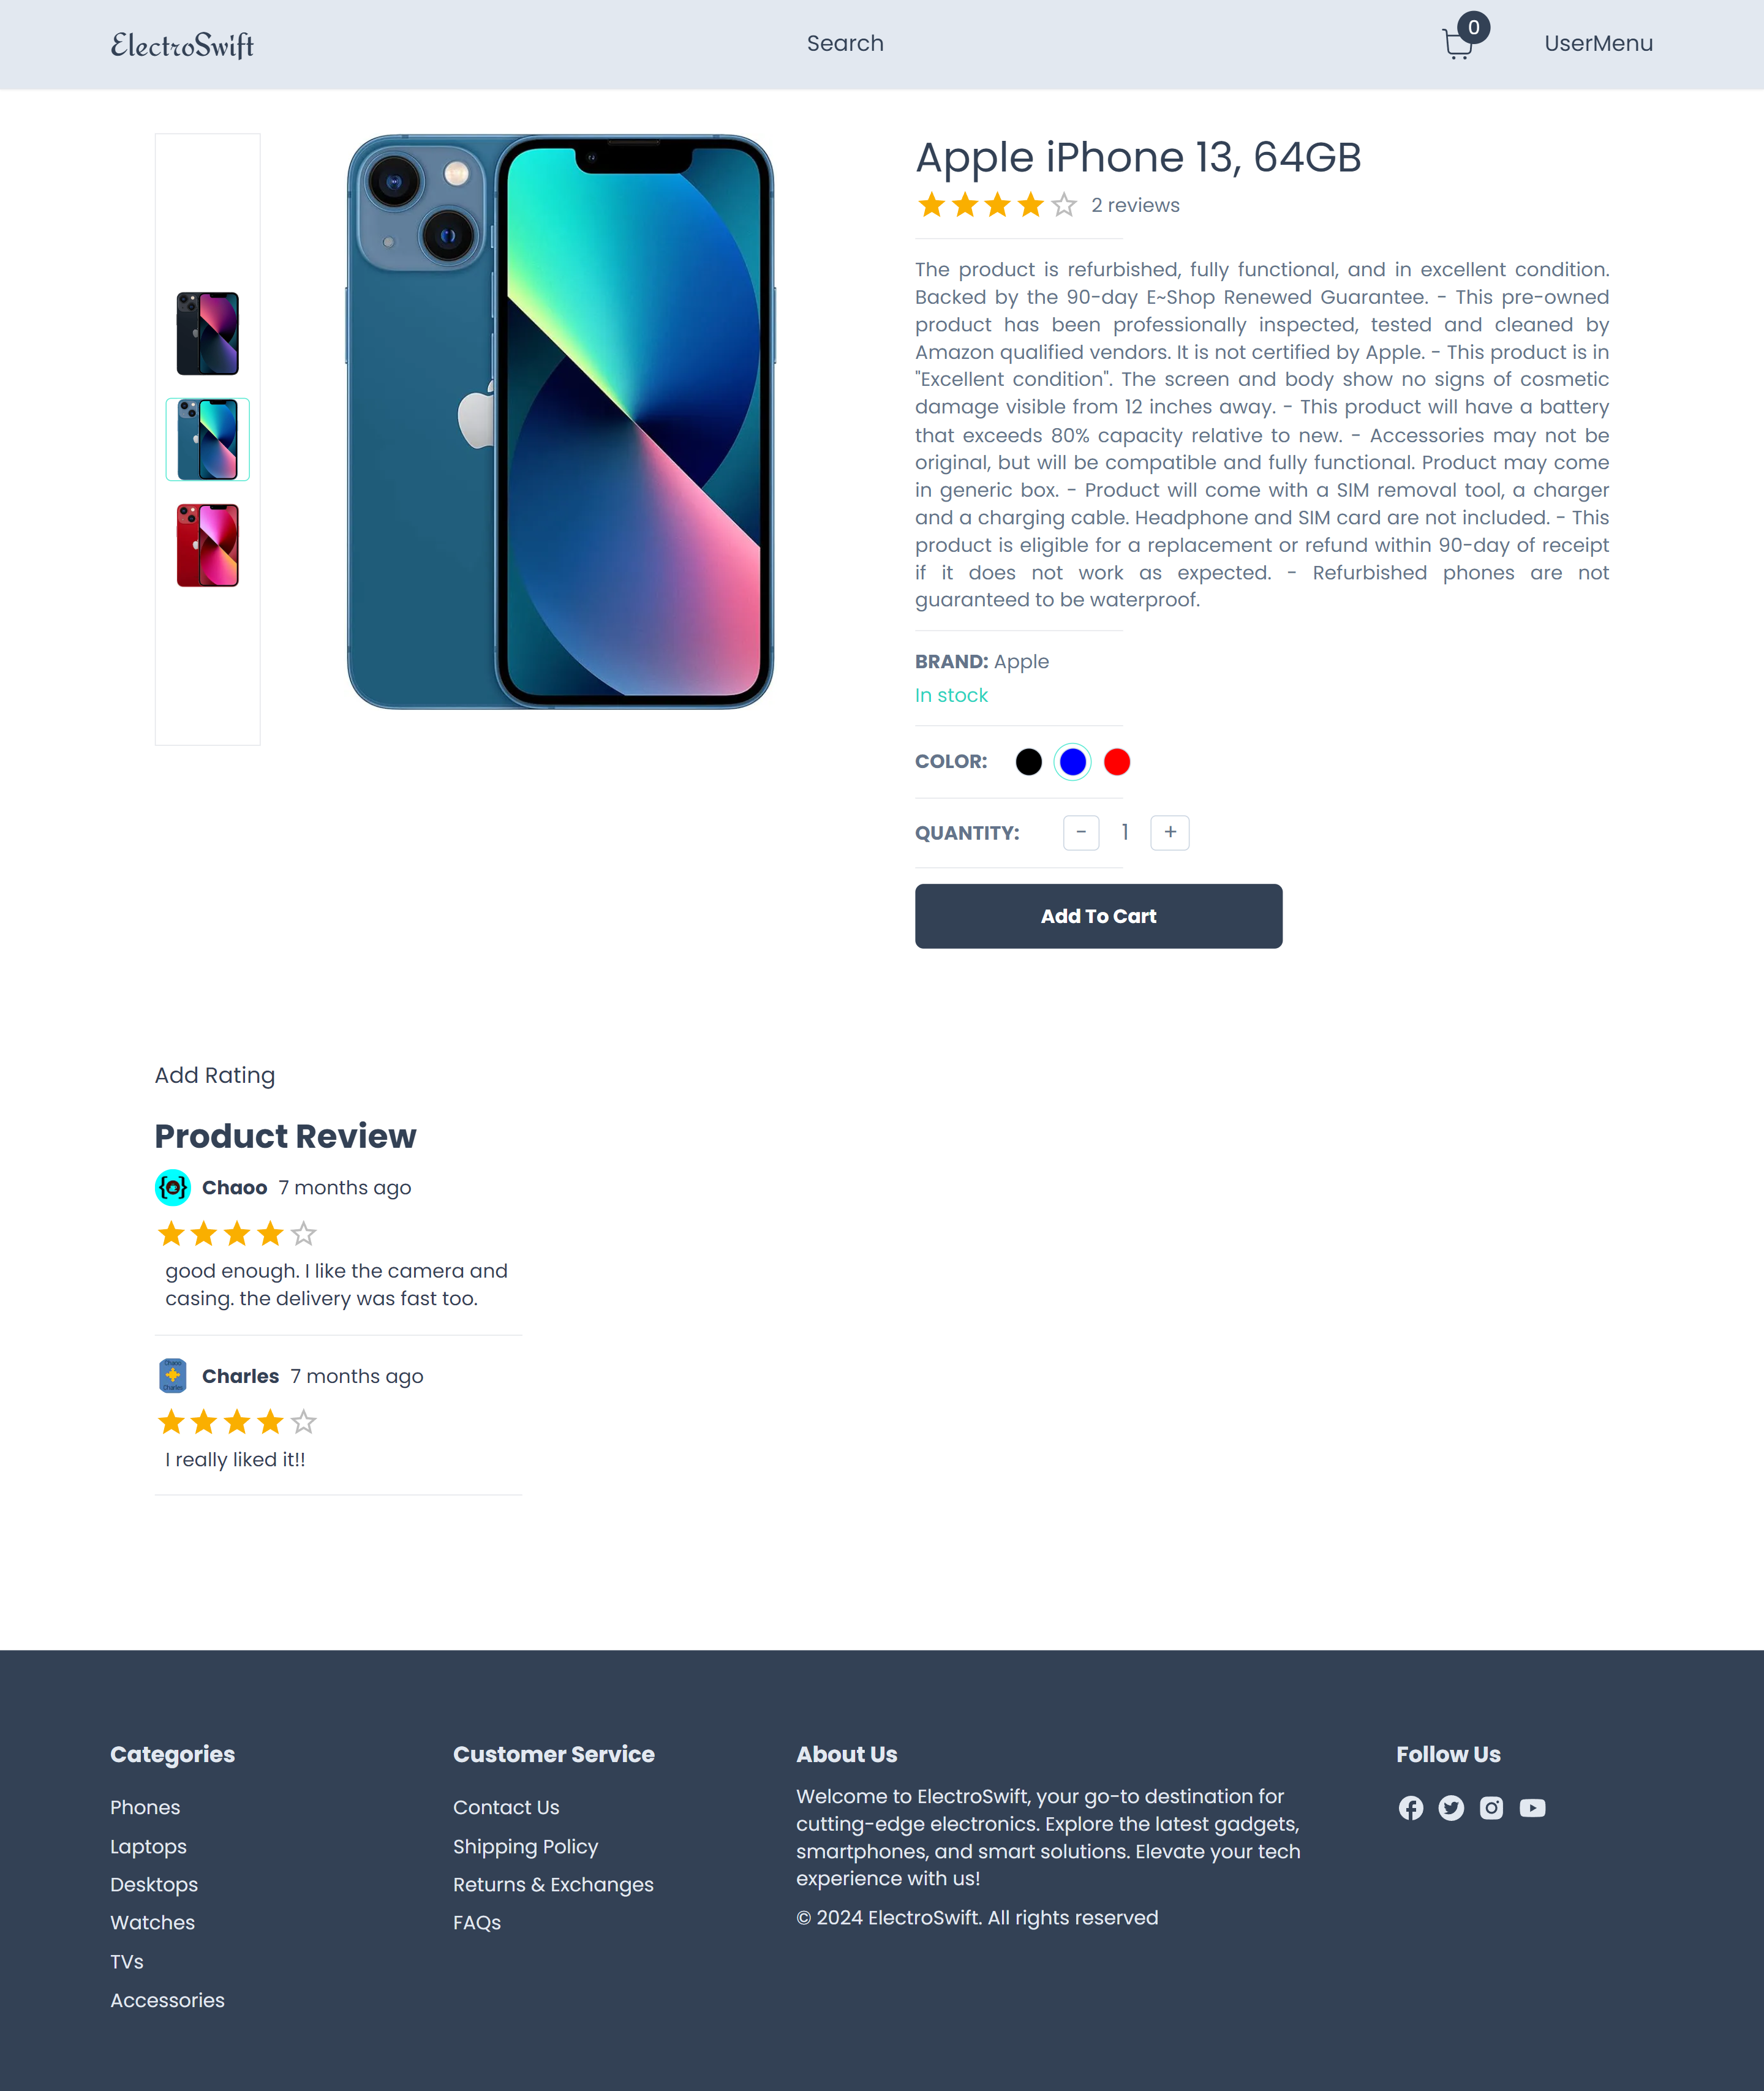 ElectroSwift
Search
0
UserMenu
Apple iPhone 13, 64GB
2 reviews
The product is refurbished, fully functional, and in excellent condition.
Backed by the 90-day E~Shop Renewed Guarantee. - This pre-owned
product has been professionally inspected, tested and cleaned by
Amazon qualified vendors. It is not certified by Apple. - This product is in
"Excellent condition". The screen and body show no signs of cosmetic
damage visible from 12 inches away. - This product will have a battery
that exceeds 80% capacity relative to new. - Accessories may not be
original, but will be compatible and fully functional. Product may come
in generic box. - Product will come with a SIM removal tool, a charger
and a charging cable. Headphone and SIM card are not included. - This
product is eligible for a replacement or refund within 90-day of receipt
if it does not work as expected. - Refurbished phones are not
guaranteed to be waterproof.
BRAND: Apple
In stock
COLOR:
QUANTITY: - 1 +
Add To Cart
Add Rating
Product Review
Chaoo 7 months ago
good enough. I like the camera and
casing. the delivery was fast too.
Chaoo
Charles
Charles 7 months ago
I really liked it!!
Categories
Phones
Laptops
Desktops
Watches
TVs
Accessories
Customer Service
Contact Us
Shipping Policy
Returns & Exchanges
FAQs
About Us
Welcome to ElectroSwift, your go-to destination for
cutting-edge electronics. Explore the latest gadgets,
smartphones, and smart solutions. Elevate your tech
experience with us!
© 2024 ElectroSwift. All rights reserved
Follow Us